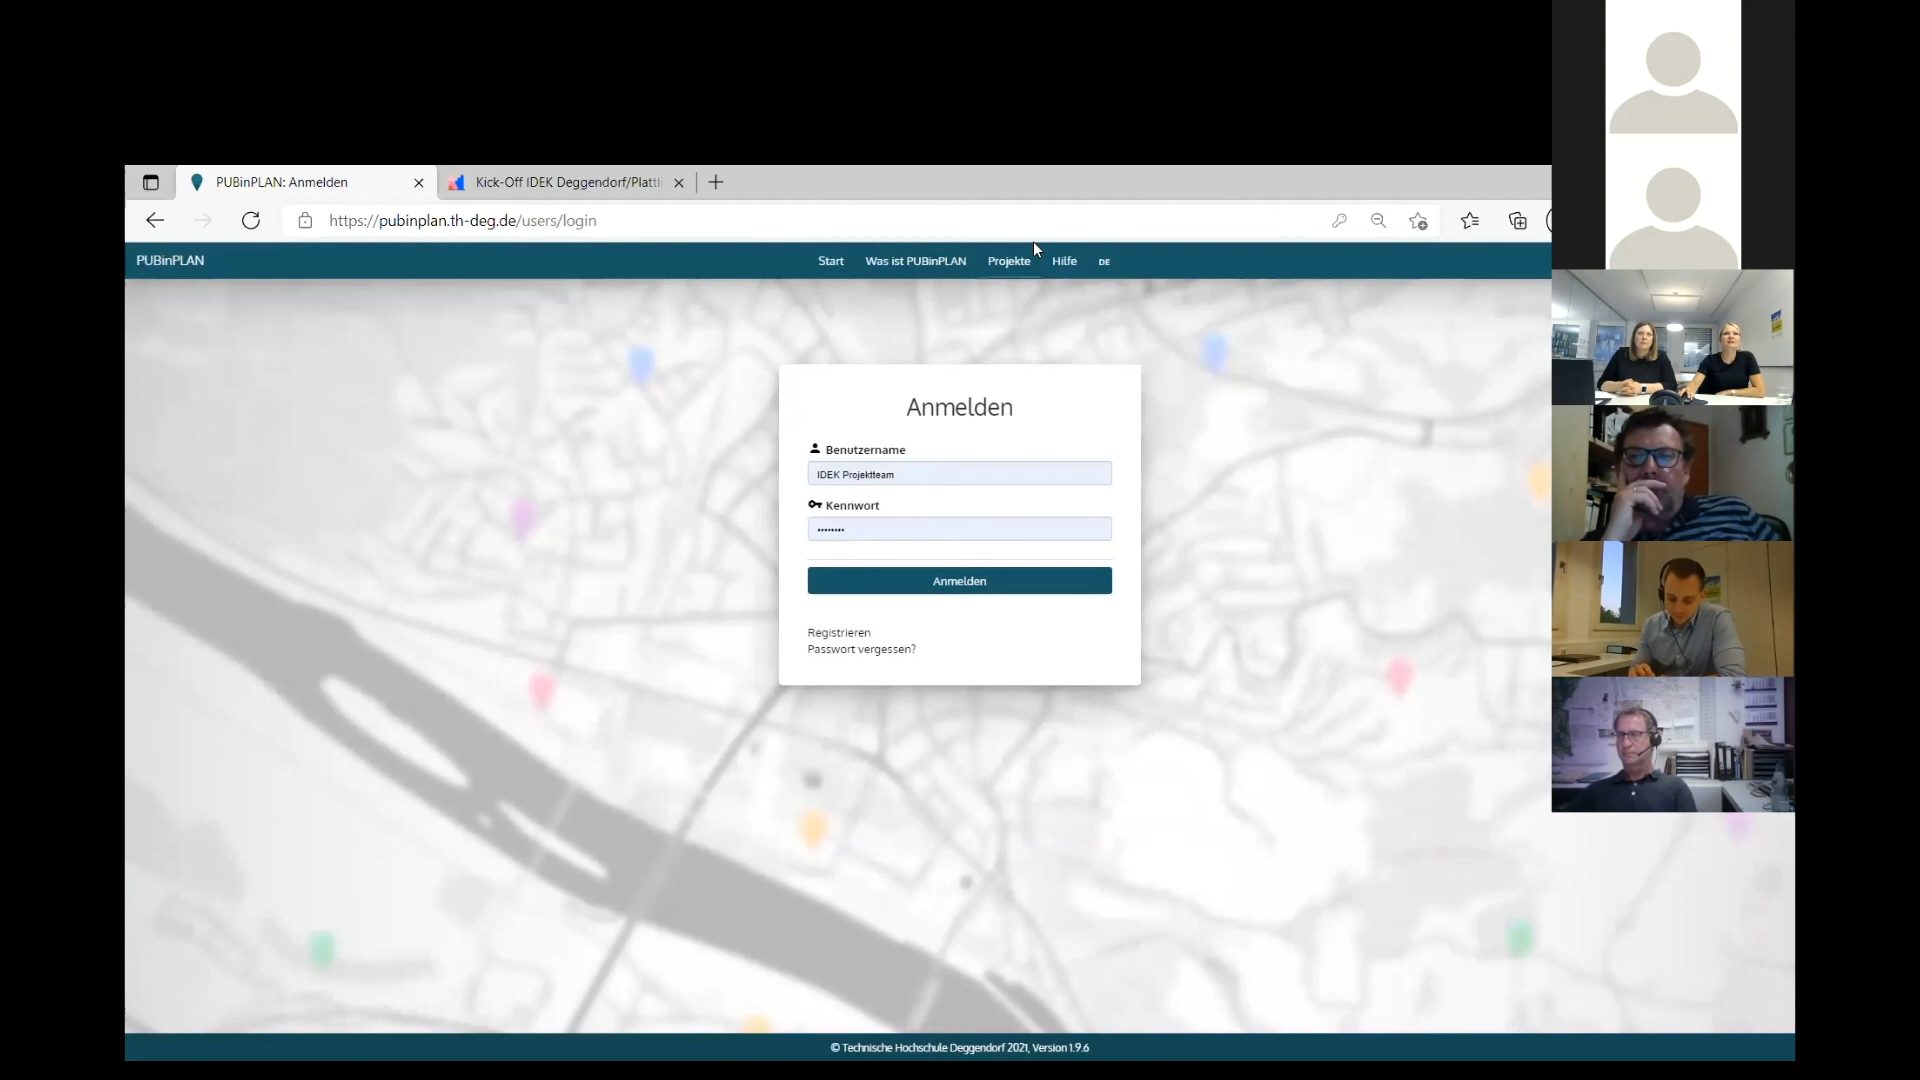 PUBinPLAN: Anmelden
Kick-Off IDEK Deggendorf/Plattli
https://pubinplan.th-deg.de/users/login
PUBinPLAN
Start
Was ist PUBinPLAN
Projekte
Hilfe
DE
Anmelden
Benutzername
IDEK Projektteam
Kennwort
••••••••
Anmelden
Registrieren
Passwort vergessen?
© Technische Hochschule Deggendorf 2021, Version 1.9.6